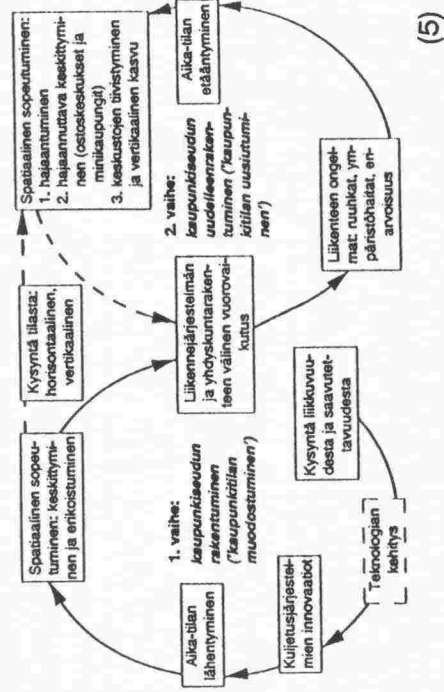 Spatiaalinen sopeu-
tuminen: keskittymi-
nen ja erikoistuminen
Kysyntä tilasta:
horisontaalinen,
vertikaalinen
Spatiaalinen sopeutuminen:
1. hajaantuminen
2. hajaannuttava keskittymi-
nen (ostoskeskukset ja
minikaupungit)
3. keskustojen tiivistyminen
ja vertikaalinen kasvu
Aika-tilan
lähentyminen
1. vaihe:
kaupunkiseudun
rakentuminen
('kaupunkitilan
muodostuminen')
Liikennejärjestelmän
ja yhdyskuntaraken-
teen välinen vuorovai-
kutus
2. vaihe:
kaupunkiseudun
uudelleenraken-
tuminen ('kaupun-
kitilan uusiutumi-
nen')
Aika-tilan
etääntyminen
Kuljetusjärjestel-
mien innovaatiot
Teknologian
kehitys
Kysyntä liikkuvuu-
desta ja saavutet-
tavuudesta
Liikenteen ongel-
mat: ruuhkat, ym-
päristöhaitat, en-
arvoisuus
(5)